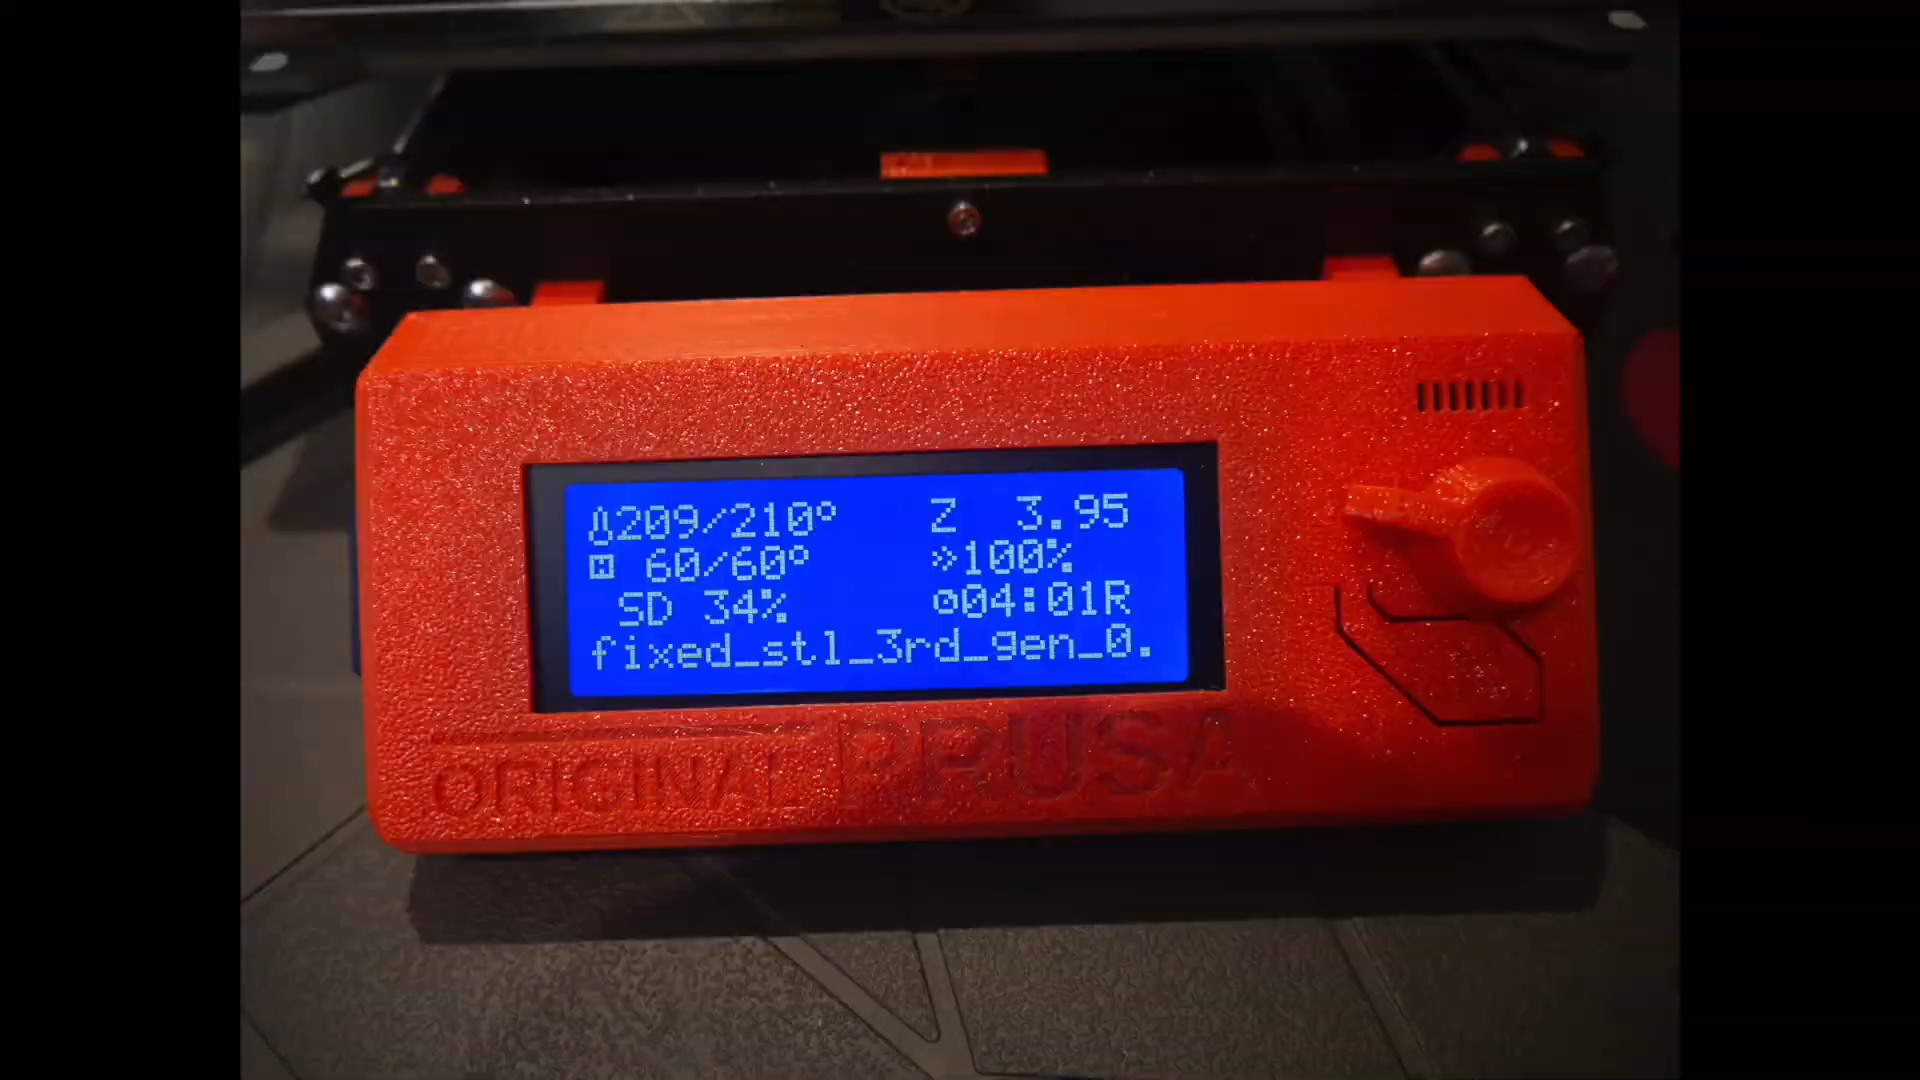 209/210° Z 3.95
60/60° 100%
SD 34% 04:01R
fixed_stl_3rd_gen_0.
ORIGINAL PRUSA